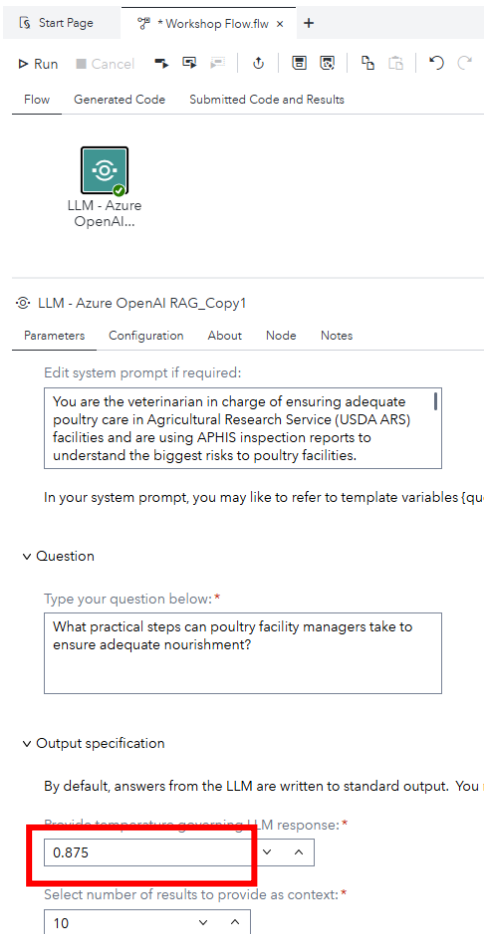 Start Page
* Workshop Flow.flw × +
Run Cancel
Flow Generated Code Submitted Code and Results
LLM - Azure
OpenAI...
LLM - Azure OpenAI RAG_Copy1
Parameters Configuration About Node Notes
Edit system prompt if required:
You are the veterinarian in charge of ensuring adequate
poultry care in Agricultural Research Service (USDA ARS)
facilities and are using APHIS inspection reports to
understand the biggest risks to poultry facilities.
In your system prompt, you may like to refer to template variables {qu
Question
Type your question below:*
What practical steps can poultry facility managers take to
ensure adequate nourishment?
Output specification
By default, answers from the LLM are written to standard output. You
Provide temperature governing LLM response:*
0.875
Select number of results to provide as context:*
10